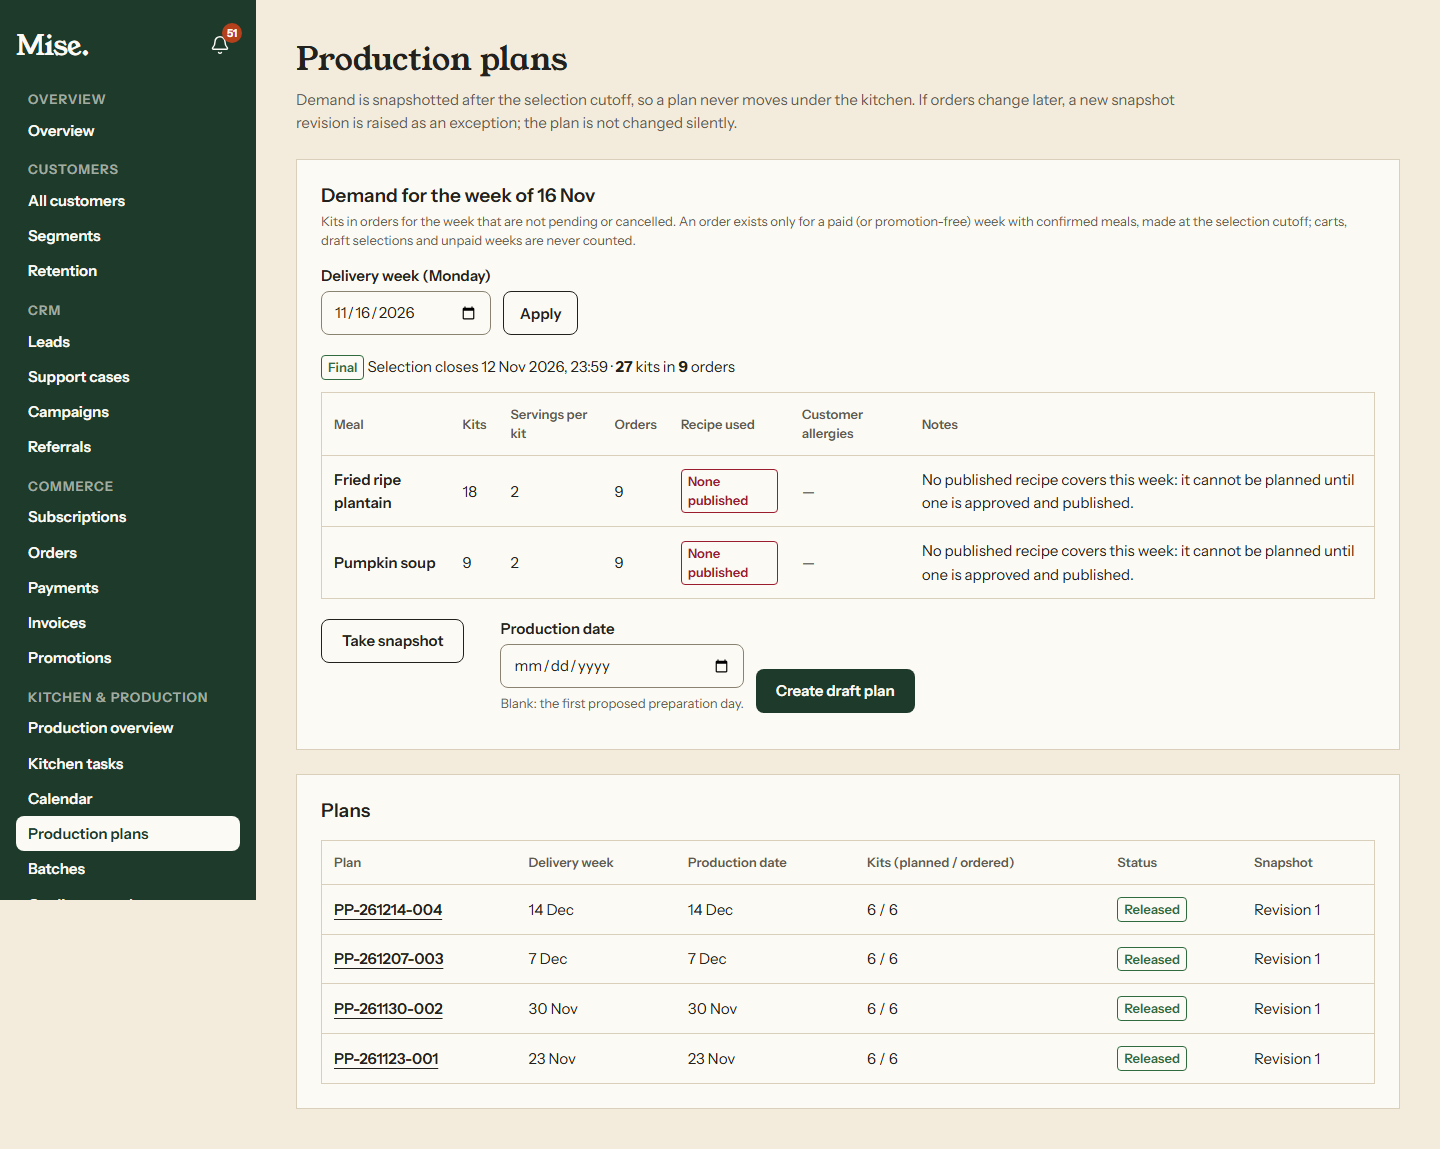 Mise.
51
OVERVIEW
Overview
CUSTOMERS
All customers
Segments
Retention
CRM
Leads
Support cases
Campaigns
Referrals
COMMERCE
Subscriptions
Orders
Payments
Invoices
Promotions
KITCHEN & PRODUCTION
Production overview
Kitchen tasks
Calendar
Production plans
Batches
Production plans
Demand is snapshotted after the selection cutoff, so a plan never moves under the kitchen. If orders change later, a new snapshot
revision is raised as an exception; the plan is not changed silently.
Demand for the week of 16 Nov
Kits in orders for the week that are not pending or cancelled. An order exists only for a paid (or promotion-free) week with confirmed meals, made at the selection cutoff; carts,
draft selections and unpaid weeks are never counted.
Delivery week (Monday)
11/16/2026
Apply
Final Selection closes 12 Nov 2026, 23:59 · 27 kits in 9 orders
Meal Kits Servings per kit Orders Recipe used Customer allergies Notes
Fried ripe plantain 18 2 9 None published — No published recipe covers this week: it cannot be planned until
one is approved and published.
Pumpkin soup 9 2 9 None published — No published recipe covers this week: it cannot be planned until
one is approved and published.
Take snapshot
Production date
mm/dd/yyyy
Blank: the first proposed preparation day.
Create draft plan
Plans
Plan Delivery week Production date Kits (planned / ordered) Status Snapshot
PP-261214-004 14 Dec 14 Dec 6 / 6 Released Revision 1
PP-261207-003 7 Dec 7 Dec 6 / 6 Released Revision 1
PP-261130-002 30 Nov 30 Nov 6 / 6 Released Revision 1
PP-261123-001 23 Nov 23 Nov 6 / 6 Released Revision 1